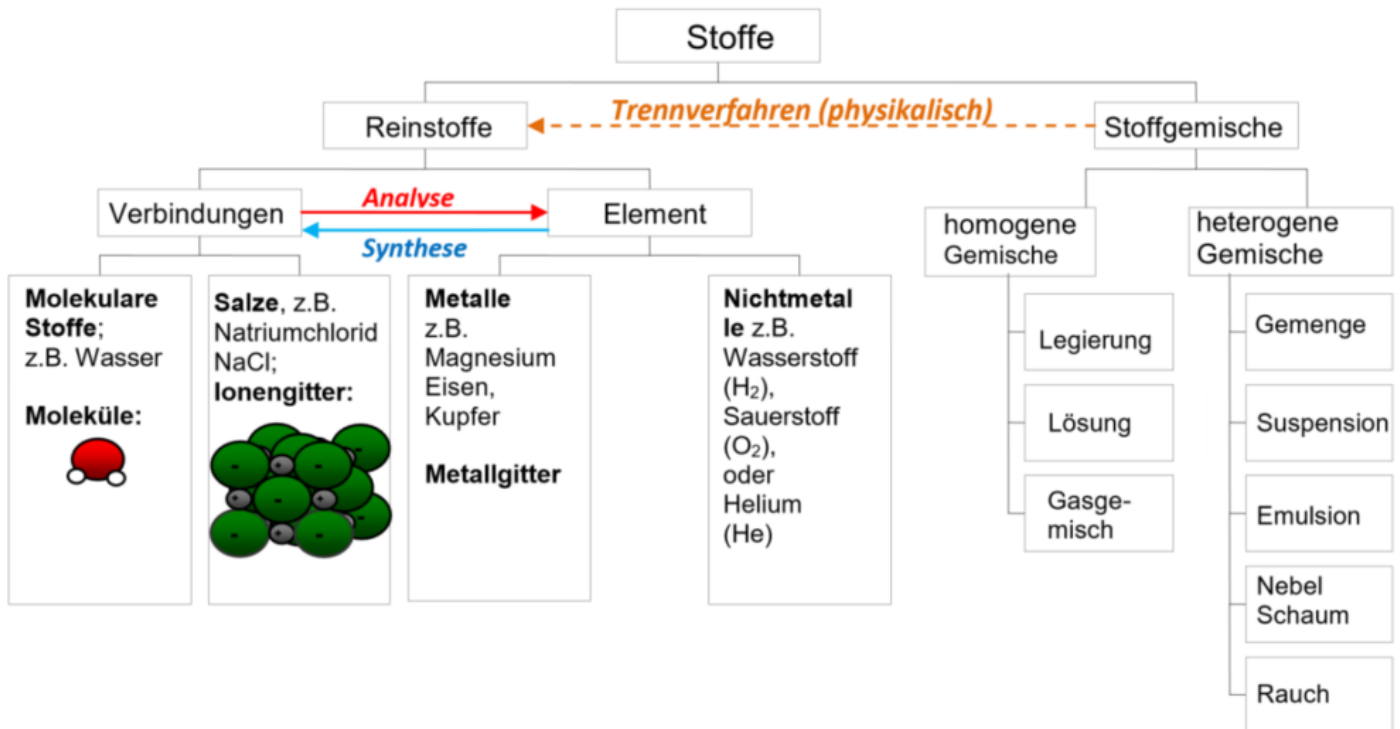 Stoffe
Trennverfahren (physikalisch)
Reinstoffe
Stoffgemische
Analyse
Verbindungen
Element
Synthese
homogene
Gemische
heterogene
Gemische
Molekulare
Stoffe;
z.B. Wasser
Moleküle:
Salze, z.B.
Natriumchlorid
NaCl;
Ionengitter:
Metalle
z.B.
Magnesium
Eisen,
Kupfer
Metallgitter
Nichtmetal
le z.B.
Wasserstoff
(H₂),
Sauerstoff
(O₂),
oder
Helium
(He)
Legierung
Lösung
Gasge-
misch
Gemenge
Suspension
Emulsion
Nebel
Schaum
Rauch